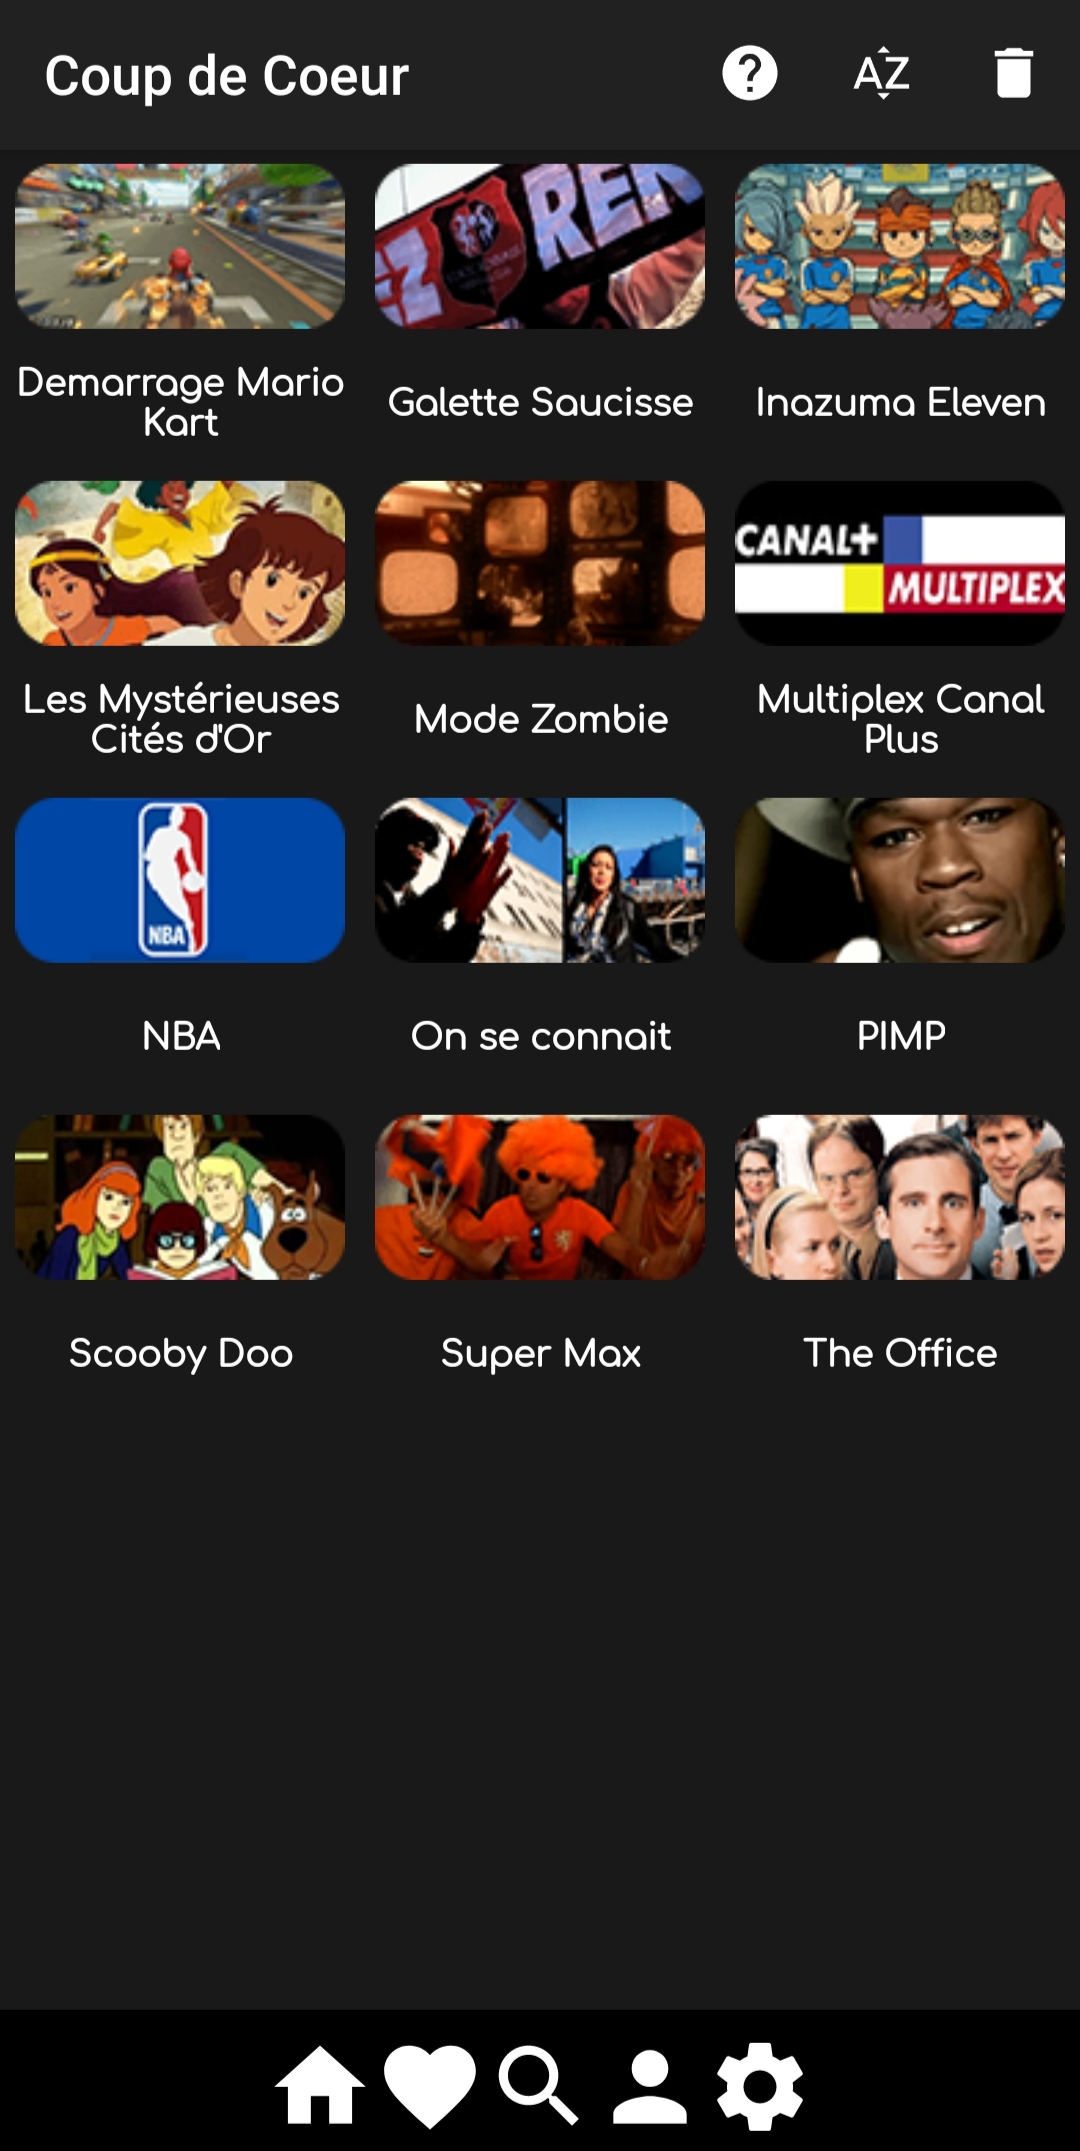 Coup de Coeur
AZ
EZ REN
Demarrage Mario
Kart
Galette Saucisse
Inazuma Eleven
CANAL+
MULTIPLEX
Les Mystérieuses
Cités d'Or
Mode Zombie
Multiplex Canal
Plus
NBA
NBA
On se connait
PIMP
Scooby Doo
Super Max
The Office